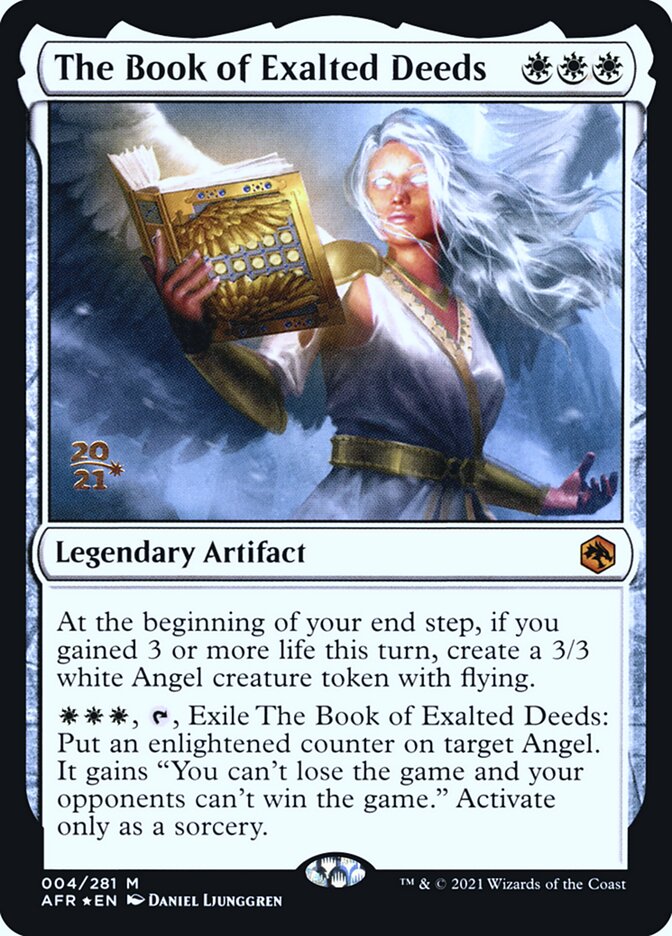 The Book of Exalted Deeds
20
21
Legendary Artifact
At the beginning of your end step, if you
gained 3 or more life this turn, create a 3/3
white Angel creature token with flying.
, , Exile The Book of Exalted Deeds:
Put an enlightened counter on target Angel.
It gains “You can’t lose the game and your
opponents can’t win the game.” Activate
only as a sorcery.
004/281 M
AFR ★ EN Daniel Ljunggren
™ & © 2021 Wizards of the Coast